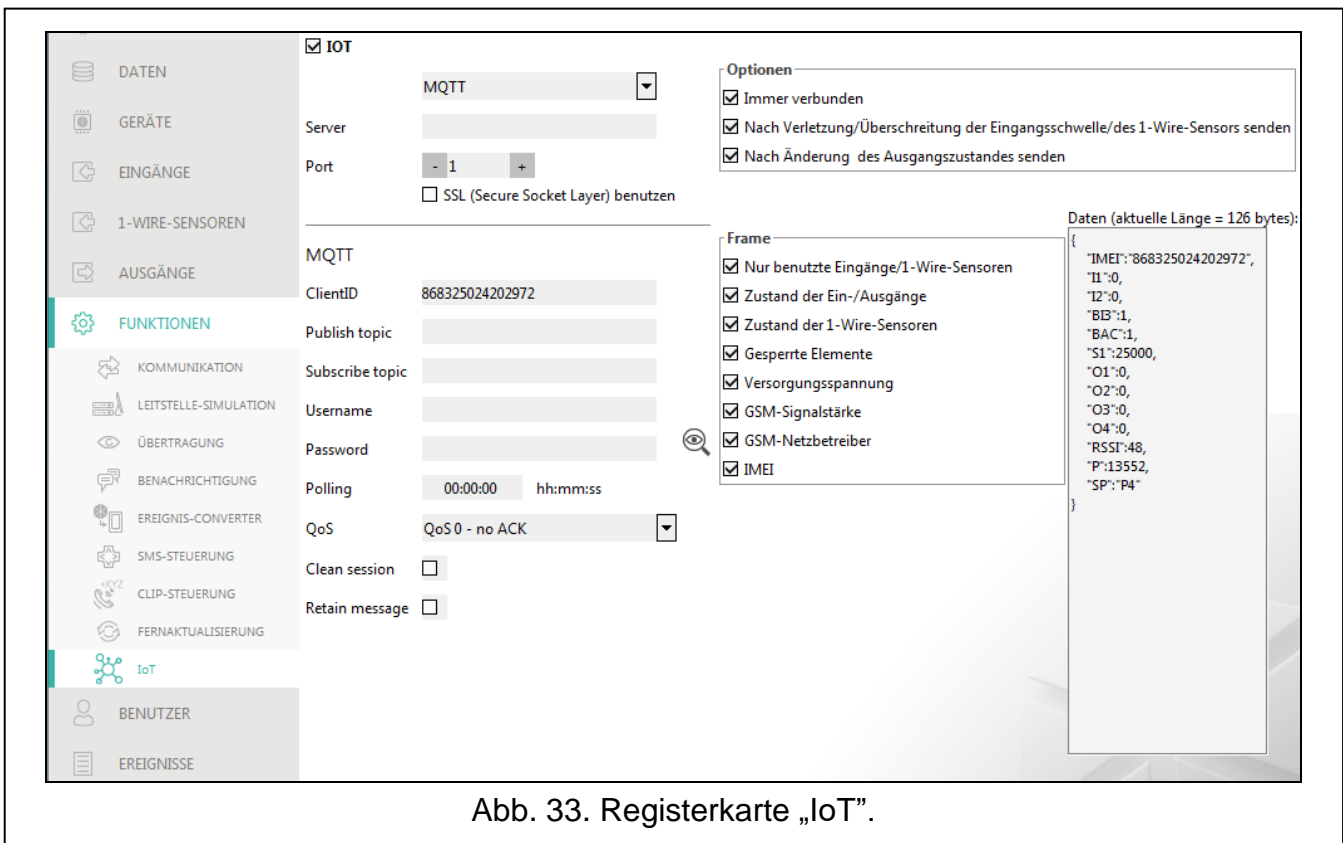 DATEN
GERÄTE
EINGÄNGE
1-WIRE-SENSOREN
AUSGÄNGE
FUNKTIONEN
KOMMUNIKATION
LEITSTELLE-SIMULATION
ÜBERTRAGUNG
BENACHRICHTIGUNG
EREIGNIS-CONVERTER
SMS-STEUERUNG
+XYZ
CLIP-STEUERUNG
FERNAKTUALISIERUNG
IoT
BENUTZER
EREIGNISSE
IOT
MQTT
Server
Port - 1 +
SSL (Secure Socket Layer) benutzen
MQTT
ClientID 868325024202972
Publish topic
Subscribe topic
Username
Password
Polling 00:00:00 hh:mm:ss
QoS QoS 0 - no ACK
Clean session
Retain message
Optionen
Immer verbunden
Nach Verletzung/Überschreitung der Eingangsschwelle/des 1-Wire-Sensors senden
Nach Änderung des Ausgangszustandes senden
Frame
Nur benutzte Eingänge/1-Wire-Sensoren
Zustand der Ein-/Ausgänge
Zustand der 1-Wire-Sensoren
Gesperrte Elemente
Versorgungsspannung
GSM-Signalstärke
GSM-Netzbetreiber
IMEI
Daten (aktuelle Länge = 126 bytes):
{
"IMEI":"868325024202972",
"I1":0,
"I2":0,
"BI3":1,
"BAC":1,
"S1":25000,
"O1":0,
"O2":0,
"O3":0,
"O4":0,
"RSSI":48,
"P":13552,
"SP":"P4"
}
Abb. 33. Registerkarte „IoT”.